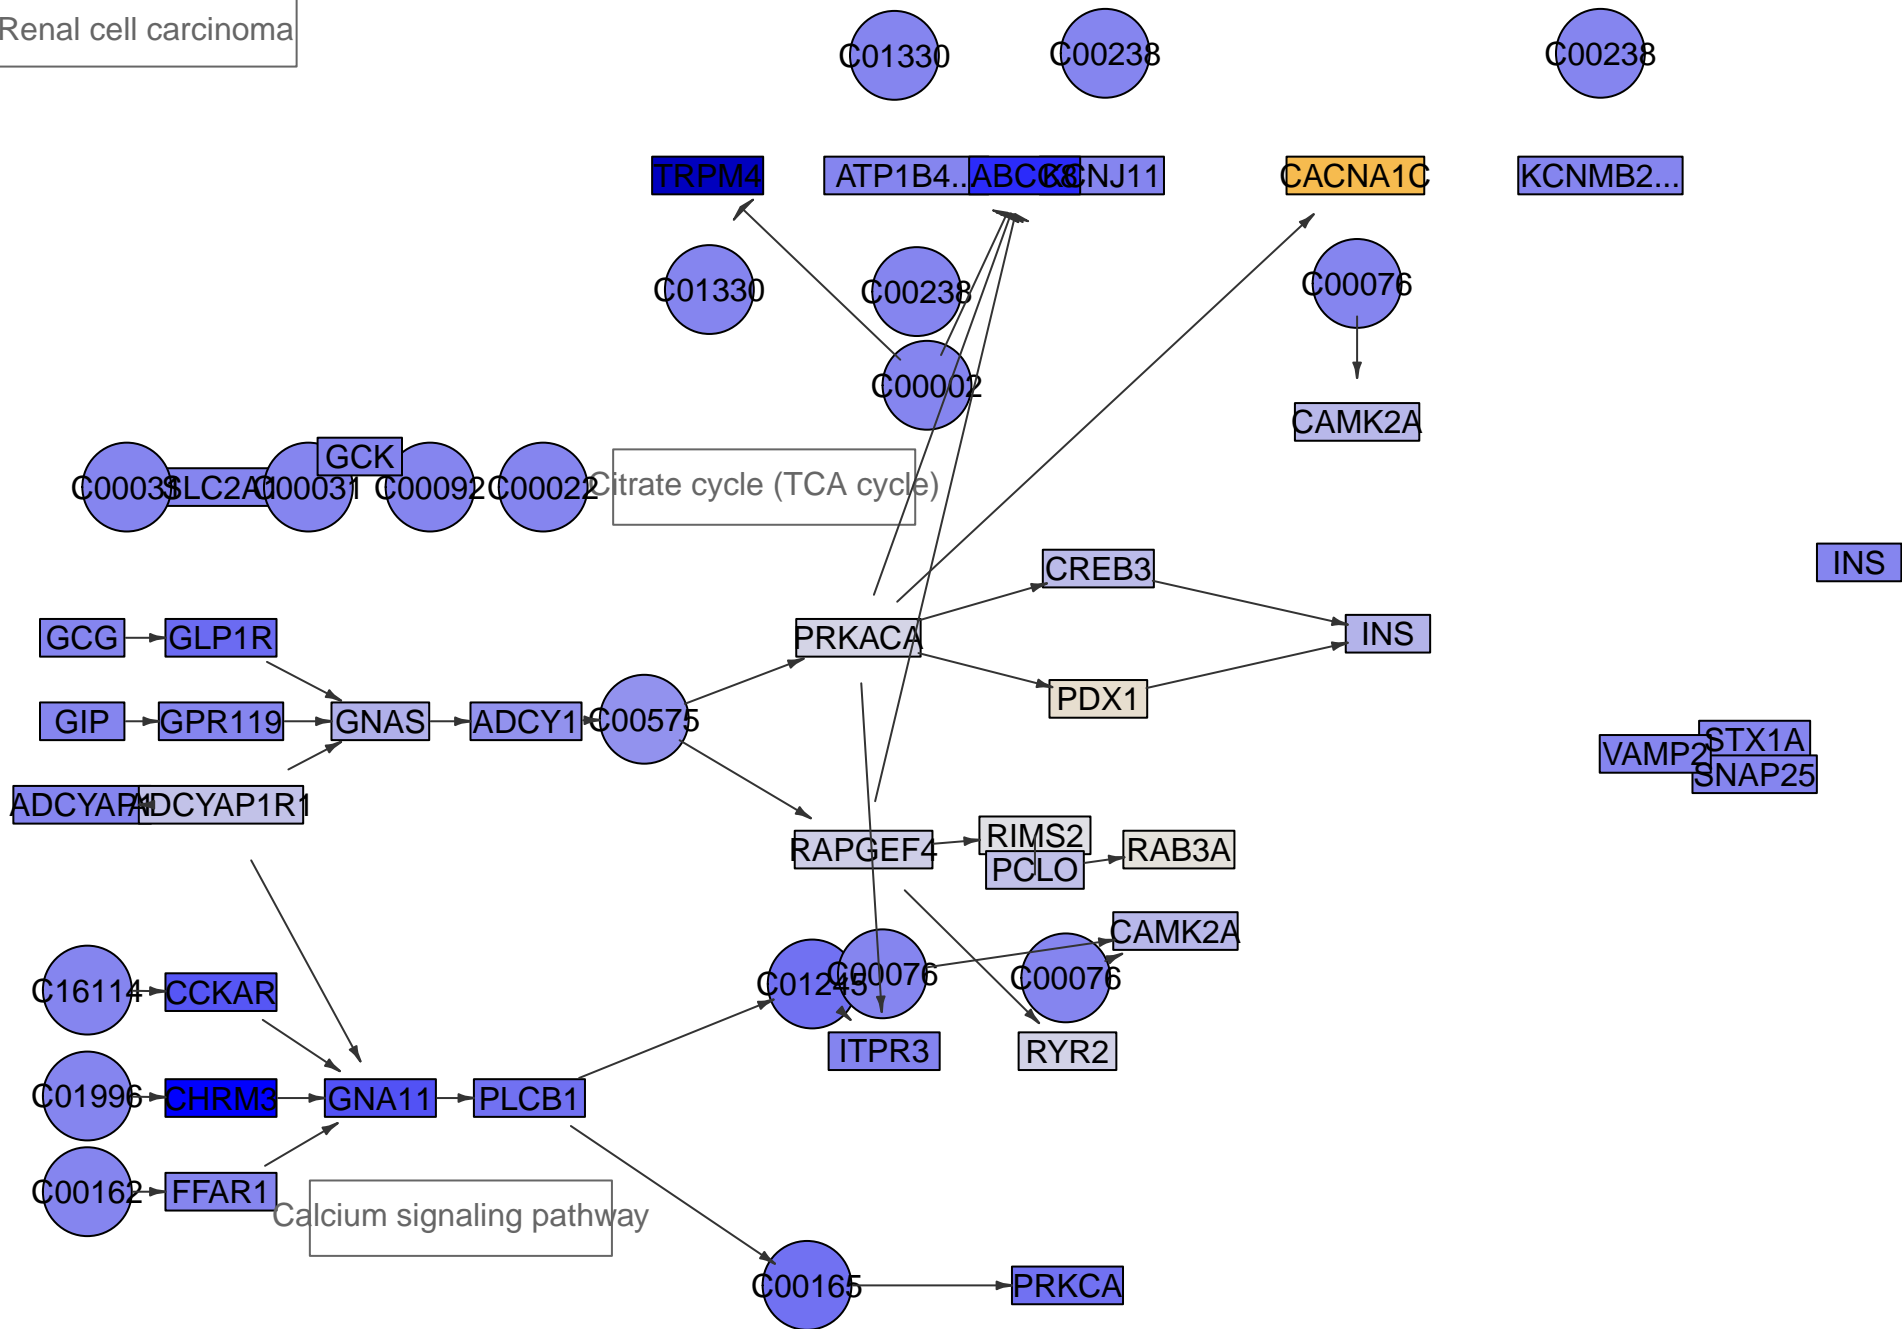 Renal cell carcinoma
C01330
C00238
C00238
TRPM4
ATP1B4...
ABCC8
KCNJ11
CACNA1C
KCNMB2...
C01330
C00238
C00076
C00002
CAMK2A
C00031
SLC2A1
C00031
GCK
C00092
C00022
Citrate cycle (TCA cycle)
CREB3
INS
GCG
GLP1R
PRKACA
INS
GIP
GPR119
GNAS
ADCY1
C00575
PDX1
VAMP2
STX1A
SNAP25
ADCYAP1
ADCYAP1R1
RAPGEF4
RIMS2
PCLO
RAB3A
CAMK2A
C16114
CCKAR
C01245
C00076
C00076
ITPR3
RYR2
C01996
CHRM3
GNA11
PLCB1
C00162
FFAR1
Calcium signaling pathway
C00165
PRKCA